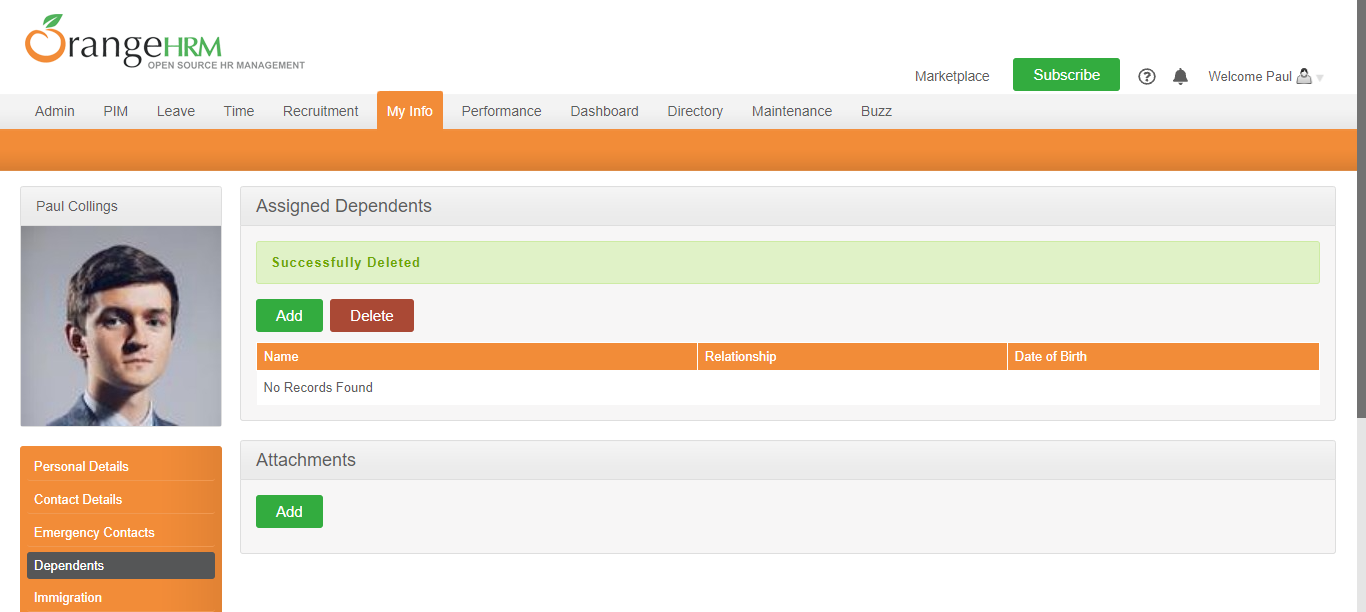 OrangeHRM
OPEN SOURCE HR MANAGEMENT
Marketplace
Subscribe
?
Welcome Paul
Admin PIM Leave Time Recruitment My Info Performance Dashboard Directory Maintenance Buzz
Paul Collings
Assigned Dependents
Successfully Deleted
Add Delete
Name Relationship Date of Birth
No Records Found
Attachments
Add
Personal Details
Contact Details
Emergency Contacts
Dependents
Immigration